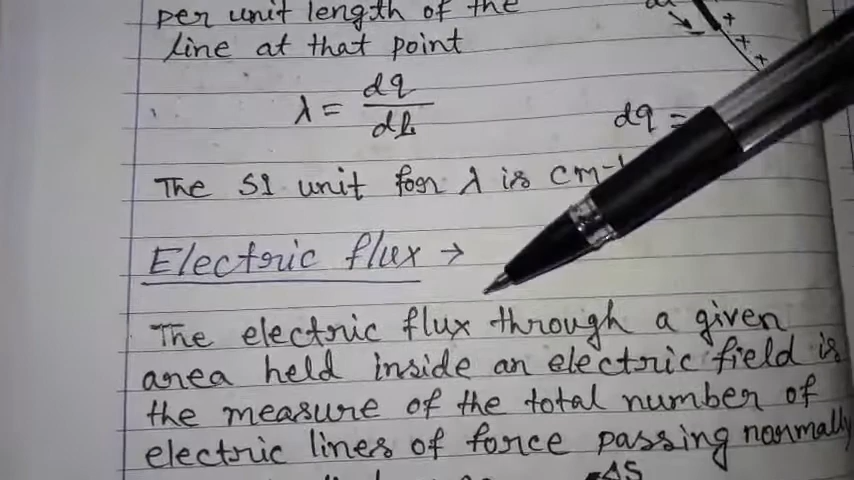 per unit length of the
line at that point
λ = dq/dL
dq =
The SI unit for λ is Cm⁻¹
Electric flux →
The electric flux through a given
area held inside an electric field is
the measure of the total number of
electric lines of force passing normally
ΔS